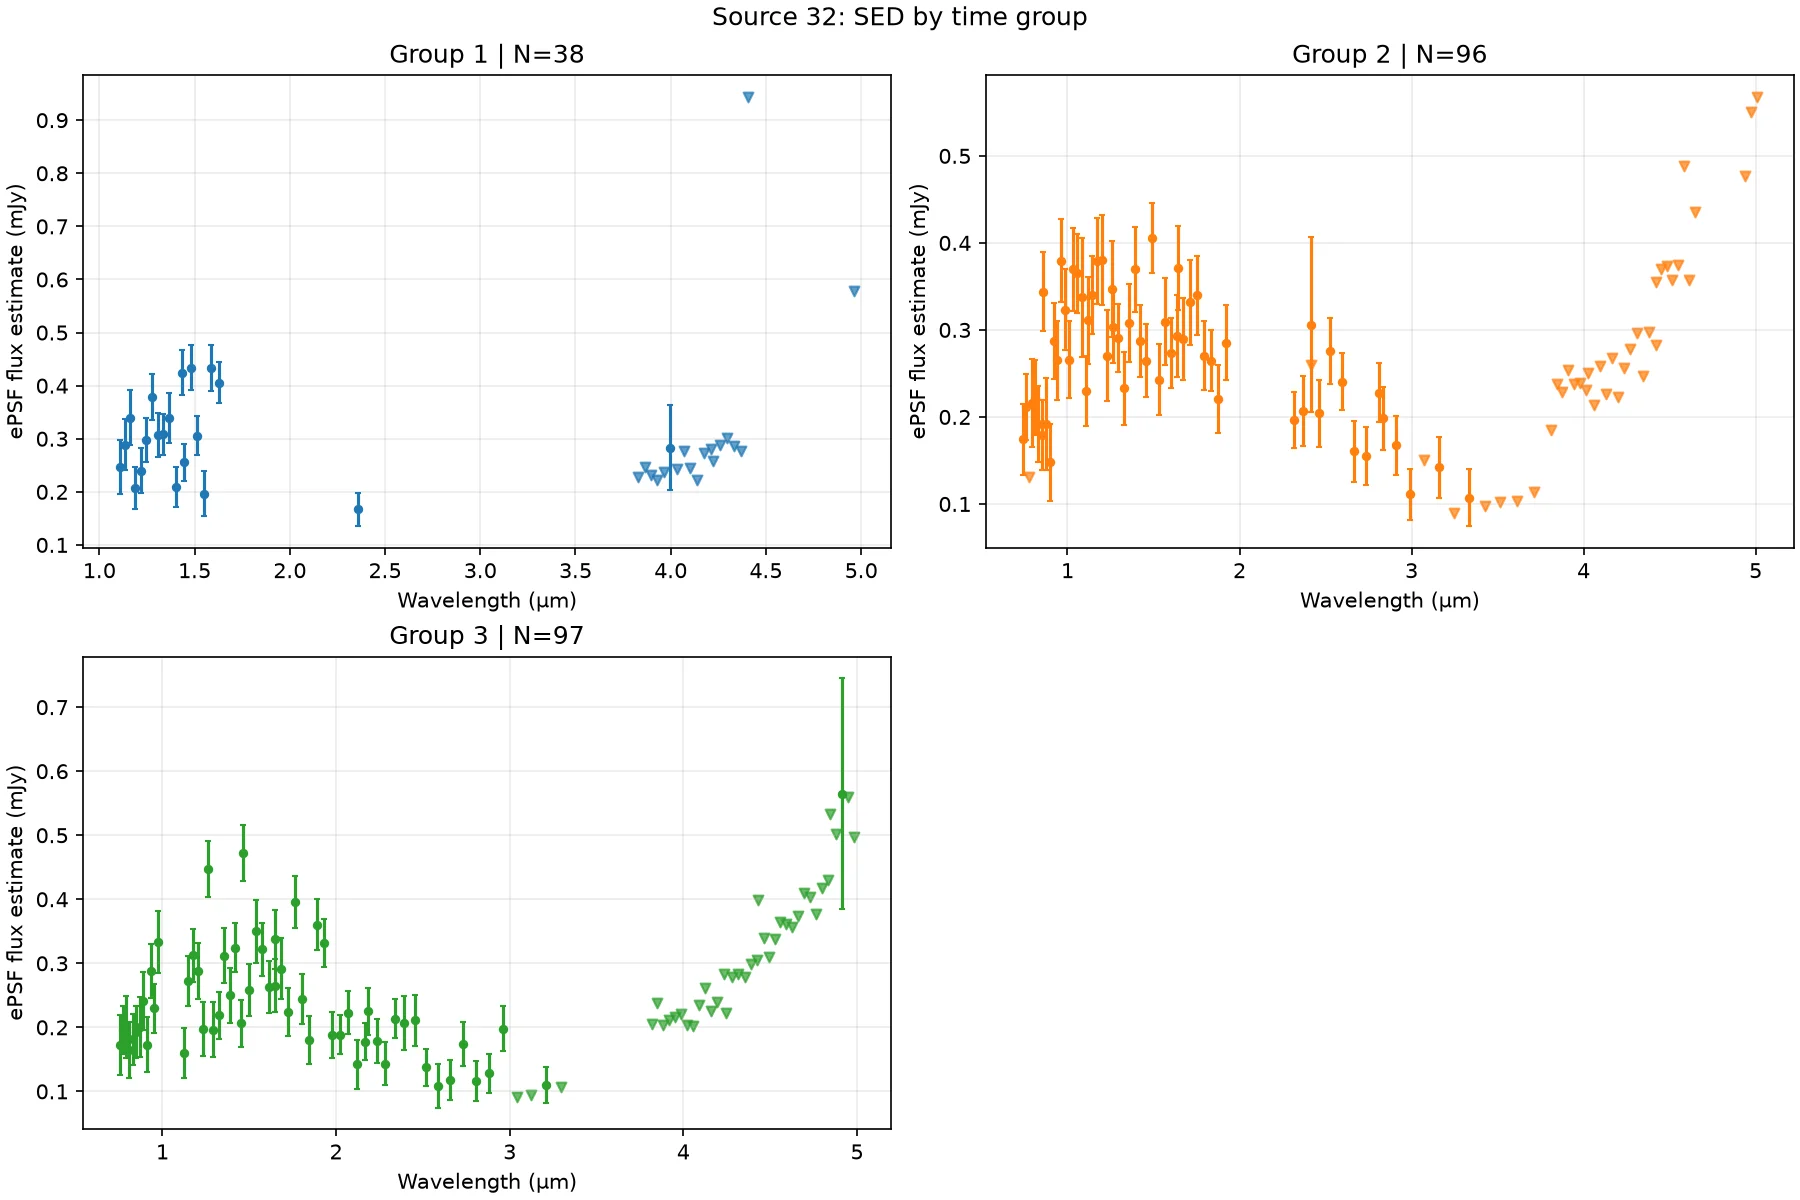 Source 32: SED by time group
Group 1 | N=38
ePSF flux estimate (mJy)
0.9
0.8
0.7
0.6
0.5
0.4
0.3
0.2
0.1
1.0 1.5 2.0 2.5 3.0 3.5 4.0 4.5 5.0
Wavelength (µm)
Group 2 | N=96
ePSF flux estimate (mJy)
0.5
0.4
0.3
0.2
0.1
1 2 3 4 5
Wavelength (µm)
Group 3 | N=97
ePSF flux estimate (mJy)
0.7
0.6
0.5
0.4
0.3
0.2
0.1
1 2 3 4 5
Wavelength (µm)